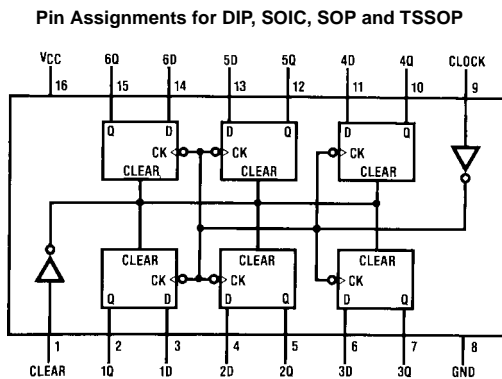 Pin Assignments for DIP, SOIC, SOP and TSSOP
VCC 6Q 6D 5D 5Q 4D 4Q CLOCK
16 15 14 13 12 11 10 9
Q D D Q D Q
CK CK CK
CLEAR CLEAR CLEAR
CLEAR CLEAR CLEAR
CK CK CK
Q D D Q D Q
1 2 3 4 5 6 7 8
CLEAR 1Q 1D 2D 2Q 3D 3Q GND